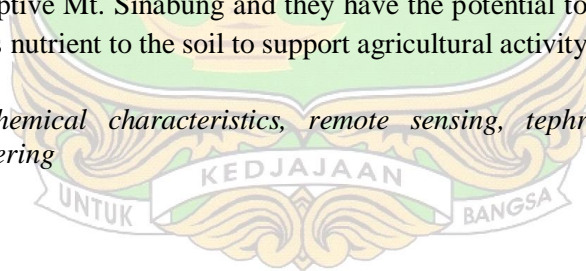 ptive Mt. Sinabung and they have the potential to
s nutrient to the soil to support agricultural activity
hemical characteristics, remote sensing, tephr
ering
KEDJAJAAN
UNTUK BANGSA